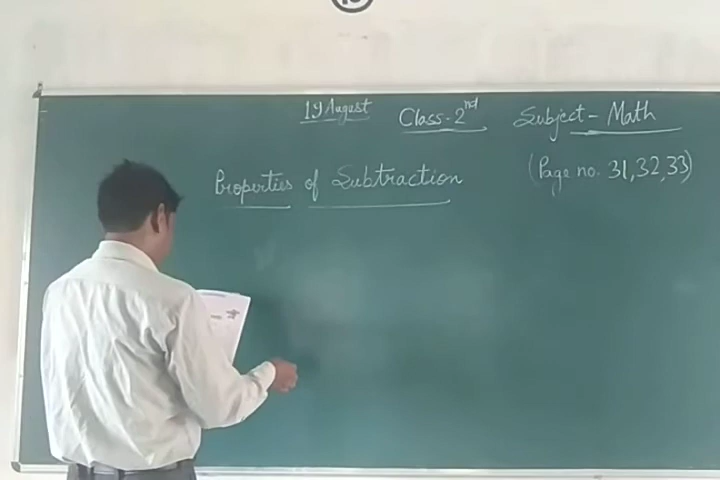 19 August Class-2nd Subject - Math
Properties of Subtraction (Page no. 31,32,33)